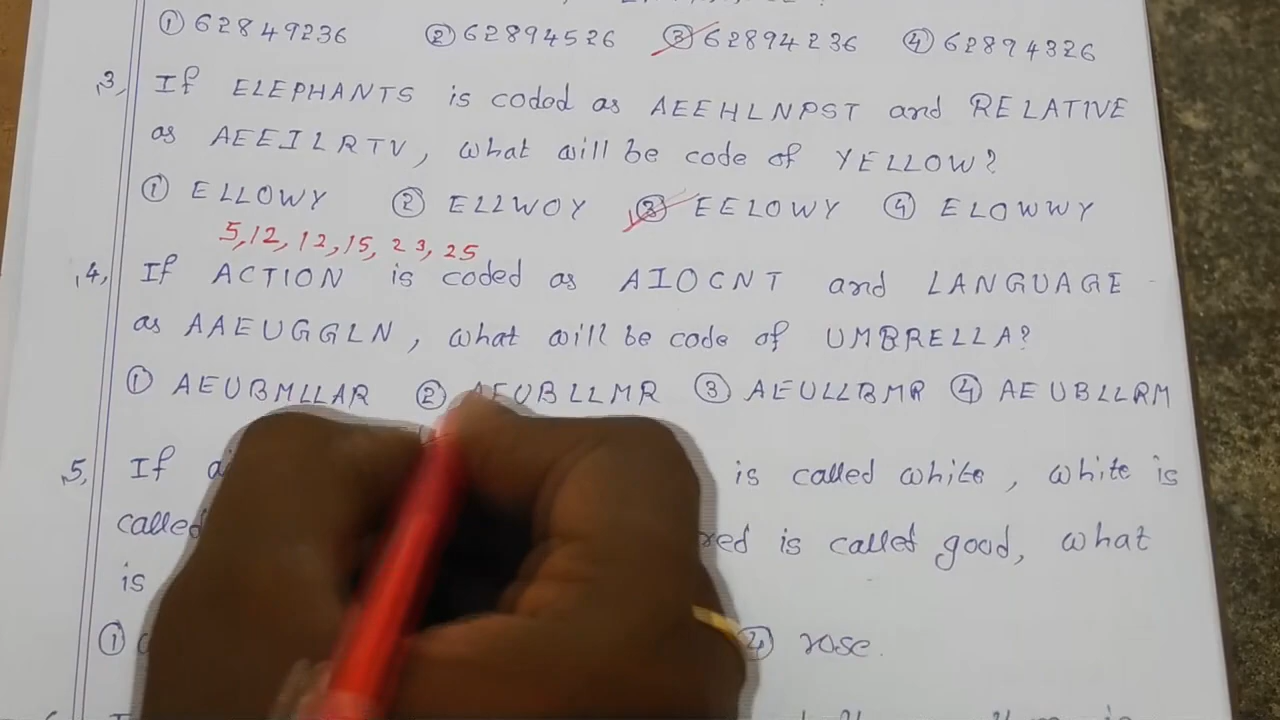 ① 62849236 ② 62894526 ③ 62894236 ④ 62894326
3, If ELEPHANTS is coded as AEEHLNPST and RELATIVE
as AEEILRTV, what will be code of YELLOW?
① ELLOWY ② ELLWOY ③ EELOWY ④ ELOWWY
5,12,12,15,23,25
4, If ACTION is coded as AIOCNT and LANGUAGE
as AAEUGGLN, what will be code of UMBRELLA?
① AEUBMLLAR ② AEUBLLMR ③ AEULLBMR ④ AEUBLLRM
5, If is called white, white is
called red is called good, what
is
① ④ rose.